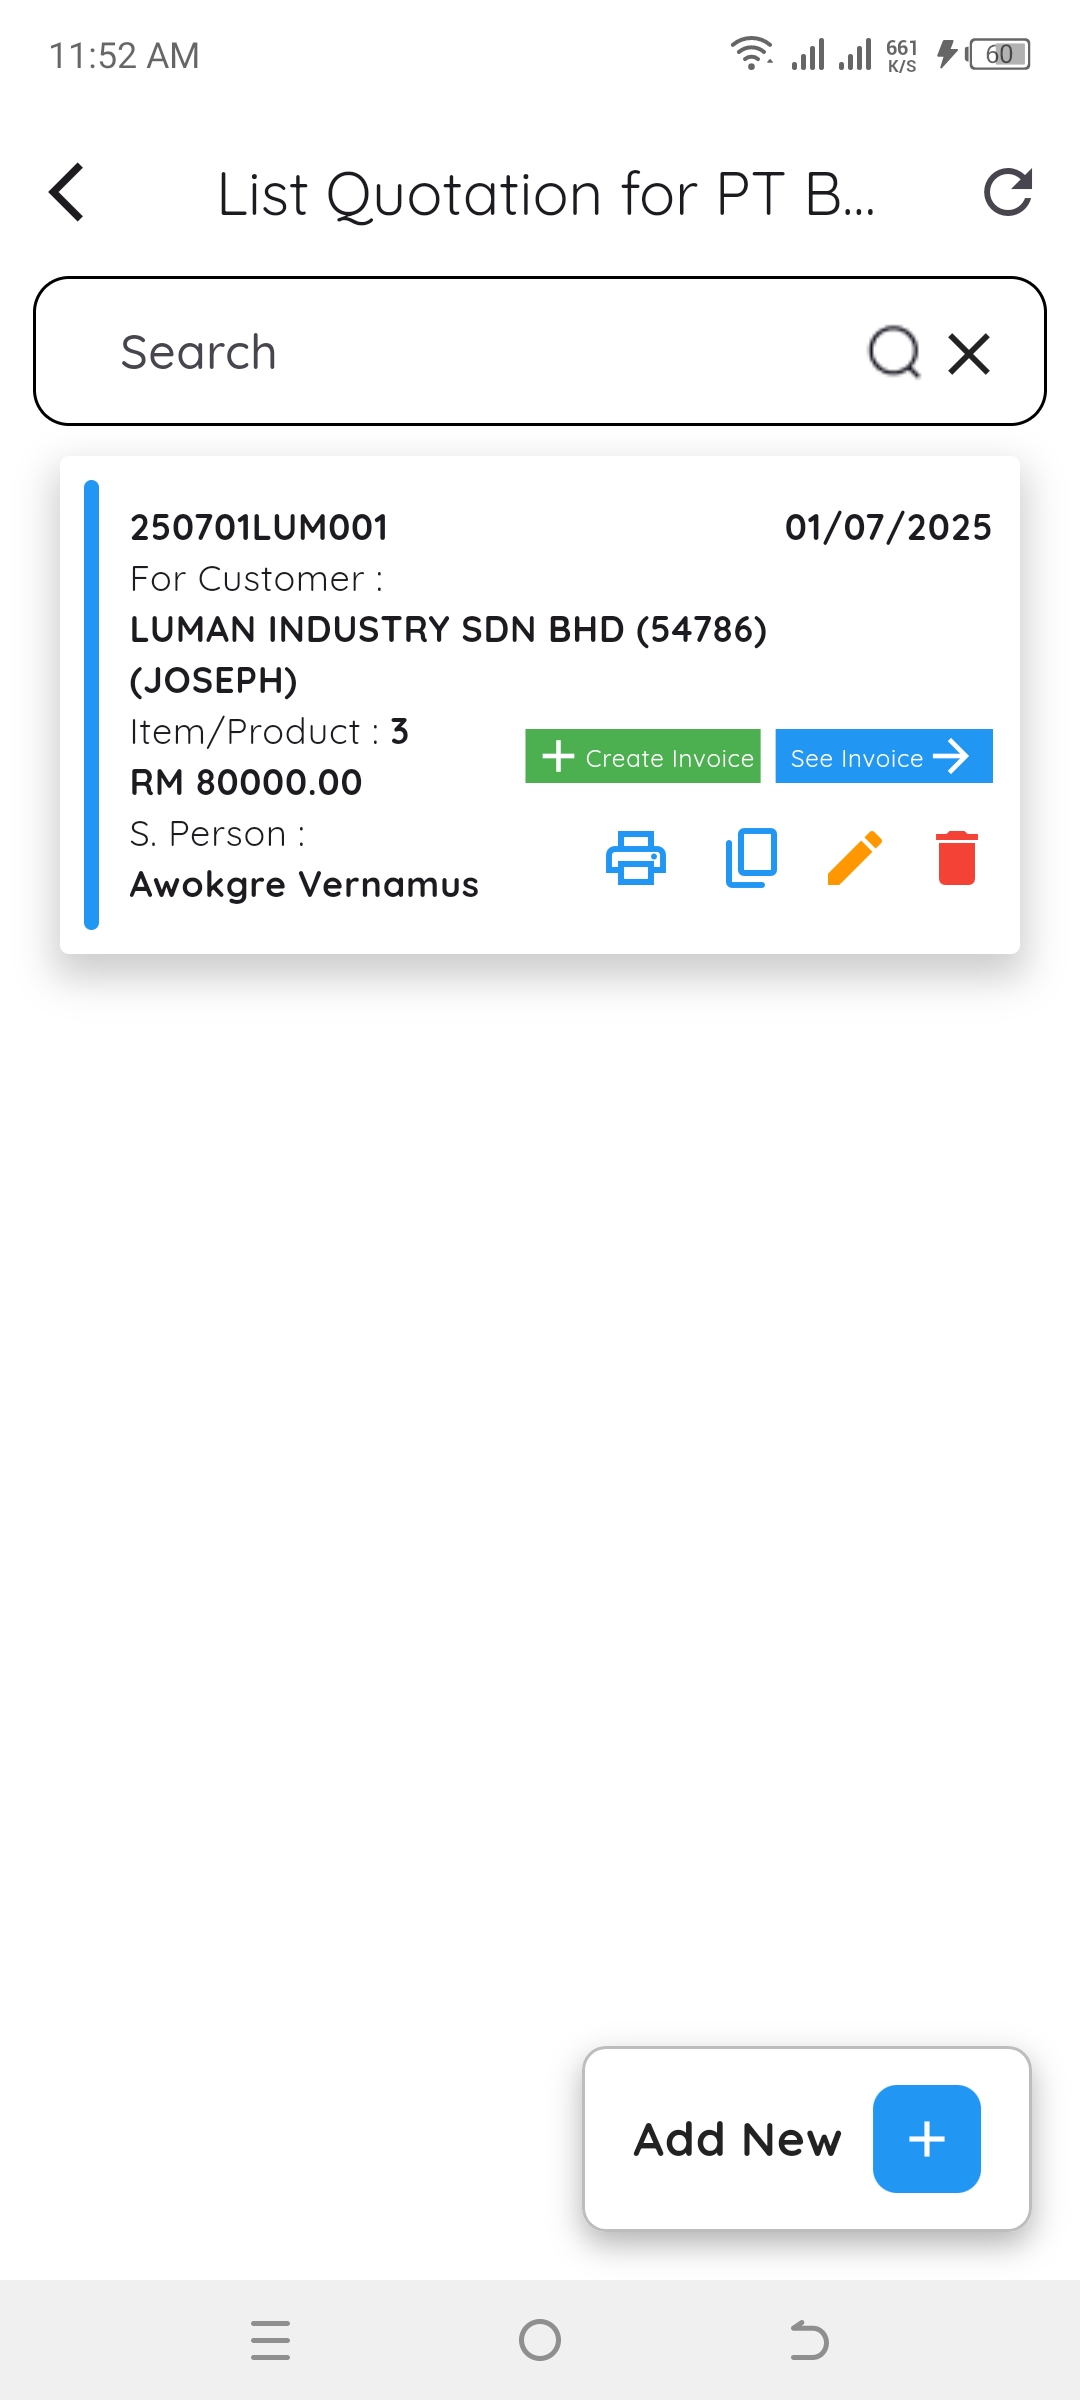 11:52 AM
661
K/S
60
List Quotation for PT B...
Search
250701LUM001
01/07/2025
For Customer :
LUMAN INDUSTRY SDN BHD (54786)
(JOSEPH)
Item/Product : 3
Create Invoice
See Invoice
RM 80000.00
S. Person :
Awokgre Vernamus
Add New